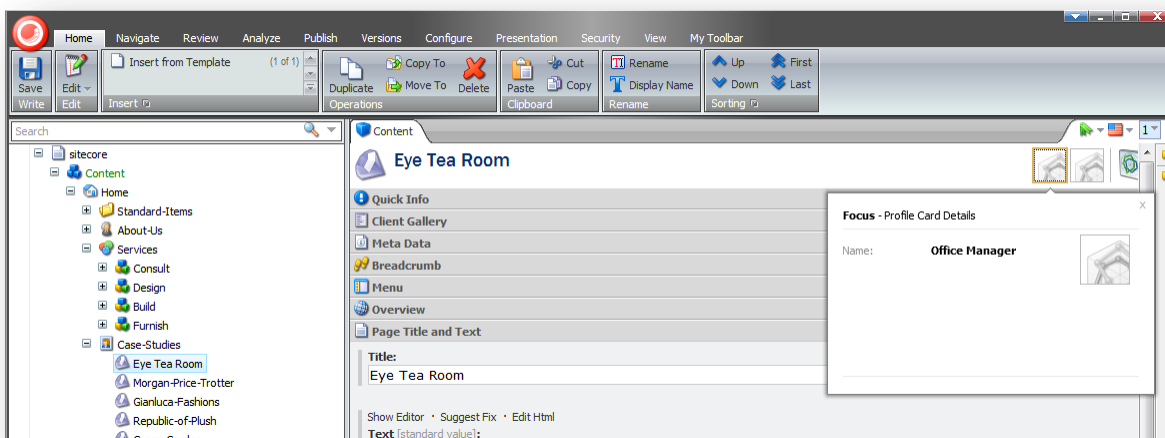 Home Navigate Review Analyze Publish Versions Configure Presentation Security View My Toolbar
Save
Write
Edit
Edit
Insert from Template (1 of 1)
Insert
Duplicate
Copy To
Move To
Delete
Operations
Paste
Cut
Copy
Clipboard
Rename
Display Name
Rename
Up
Down
First
Last
Sorting
Search
sitecore
Content
Home
Standard-Items
About-Us
Services
Consult
Design
Build
Furnish
Case-Studies
Eye Tea Room
Morgan-Price-Trotter
Gianluca-Fashions
Republic-of-Plush
Content
1
Eye Tea Room
Quick Info
Client Gallery
Meta Data
Breadcrumb
Menu
Overview
Page Title and Text
Title:
Eye Tea Room
Show Editor · Suggest Fix · Edit Html
Text [standard value]:
x
Focus - Profile Card Details
Name: Office Manager